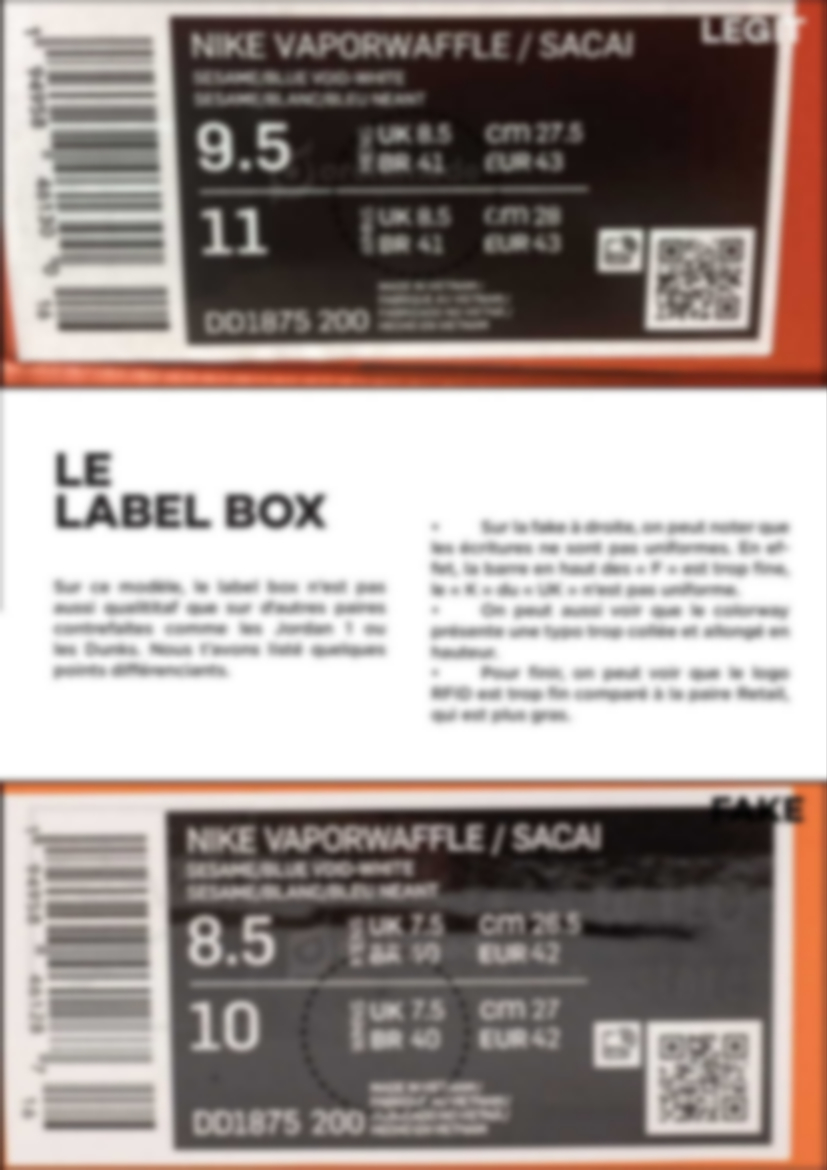 LEGIT
NIKE VAPORWAFFLE / SACAI
SESAME/BLUE VOID-WHITE
SESAME/BLANC/BLEU NEANT
9.5 UK 8.5 cm 27.5
BR 41 EUR 43
11 UK 8.5 cm 28
BR 41 EUR 43
DD1875 200
LE
LABEL BOX
Sur ce modèle, le label box n'est pas
aussi qualititaf que sur d'autres paires
contrefaites comme les Jordan 1 ou
les Dunks. Nous t'avons listé quelques
points différenciants.
• Sur la fake à droite, on peut noter que
les écritures ne sont pas uniformes. En ef-
fet, la barre en haut des « F » est trop fine,
le « K » du « UK » n'est pas uniforme.
• On peut aussi voir que le colorway
présente une typo trop collée et allongé en
hauteur.
• Pour finir, on peut voir que le logo
RFID est trop fin comparé à la paire Retail,
qui est plus gras.
FAKE
NIKE VAPORWAFFLE / SACAI
SESAME/BLUE VOID-WHITE
SESAME/BLANC/BLEU NEANT
8.5 UK 7.5 cm 26.5
BR 40 EUR 42
10 UK 7.5 cm 27
BR 40 EUR 42
DD1875 200